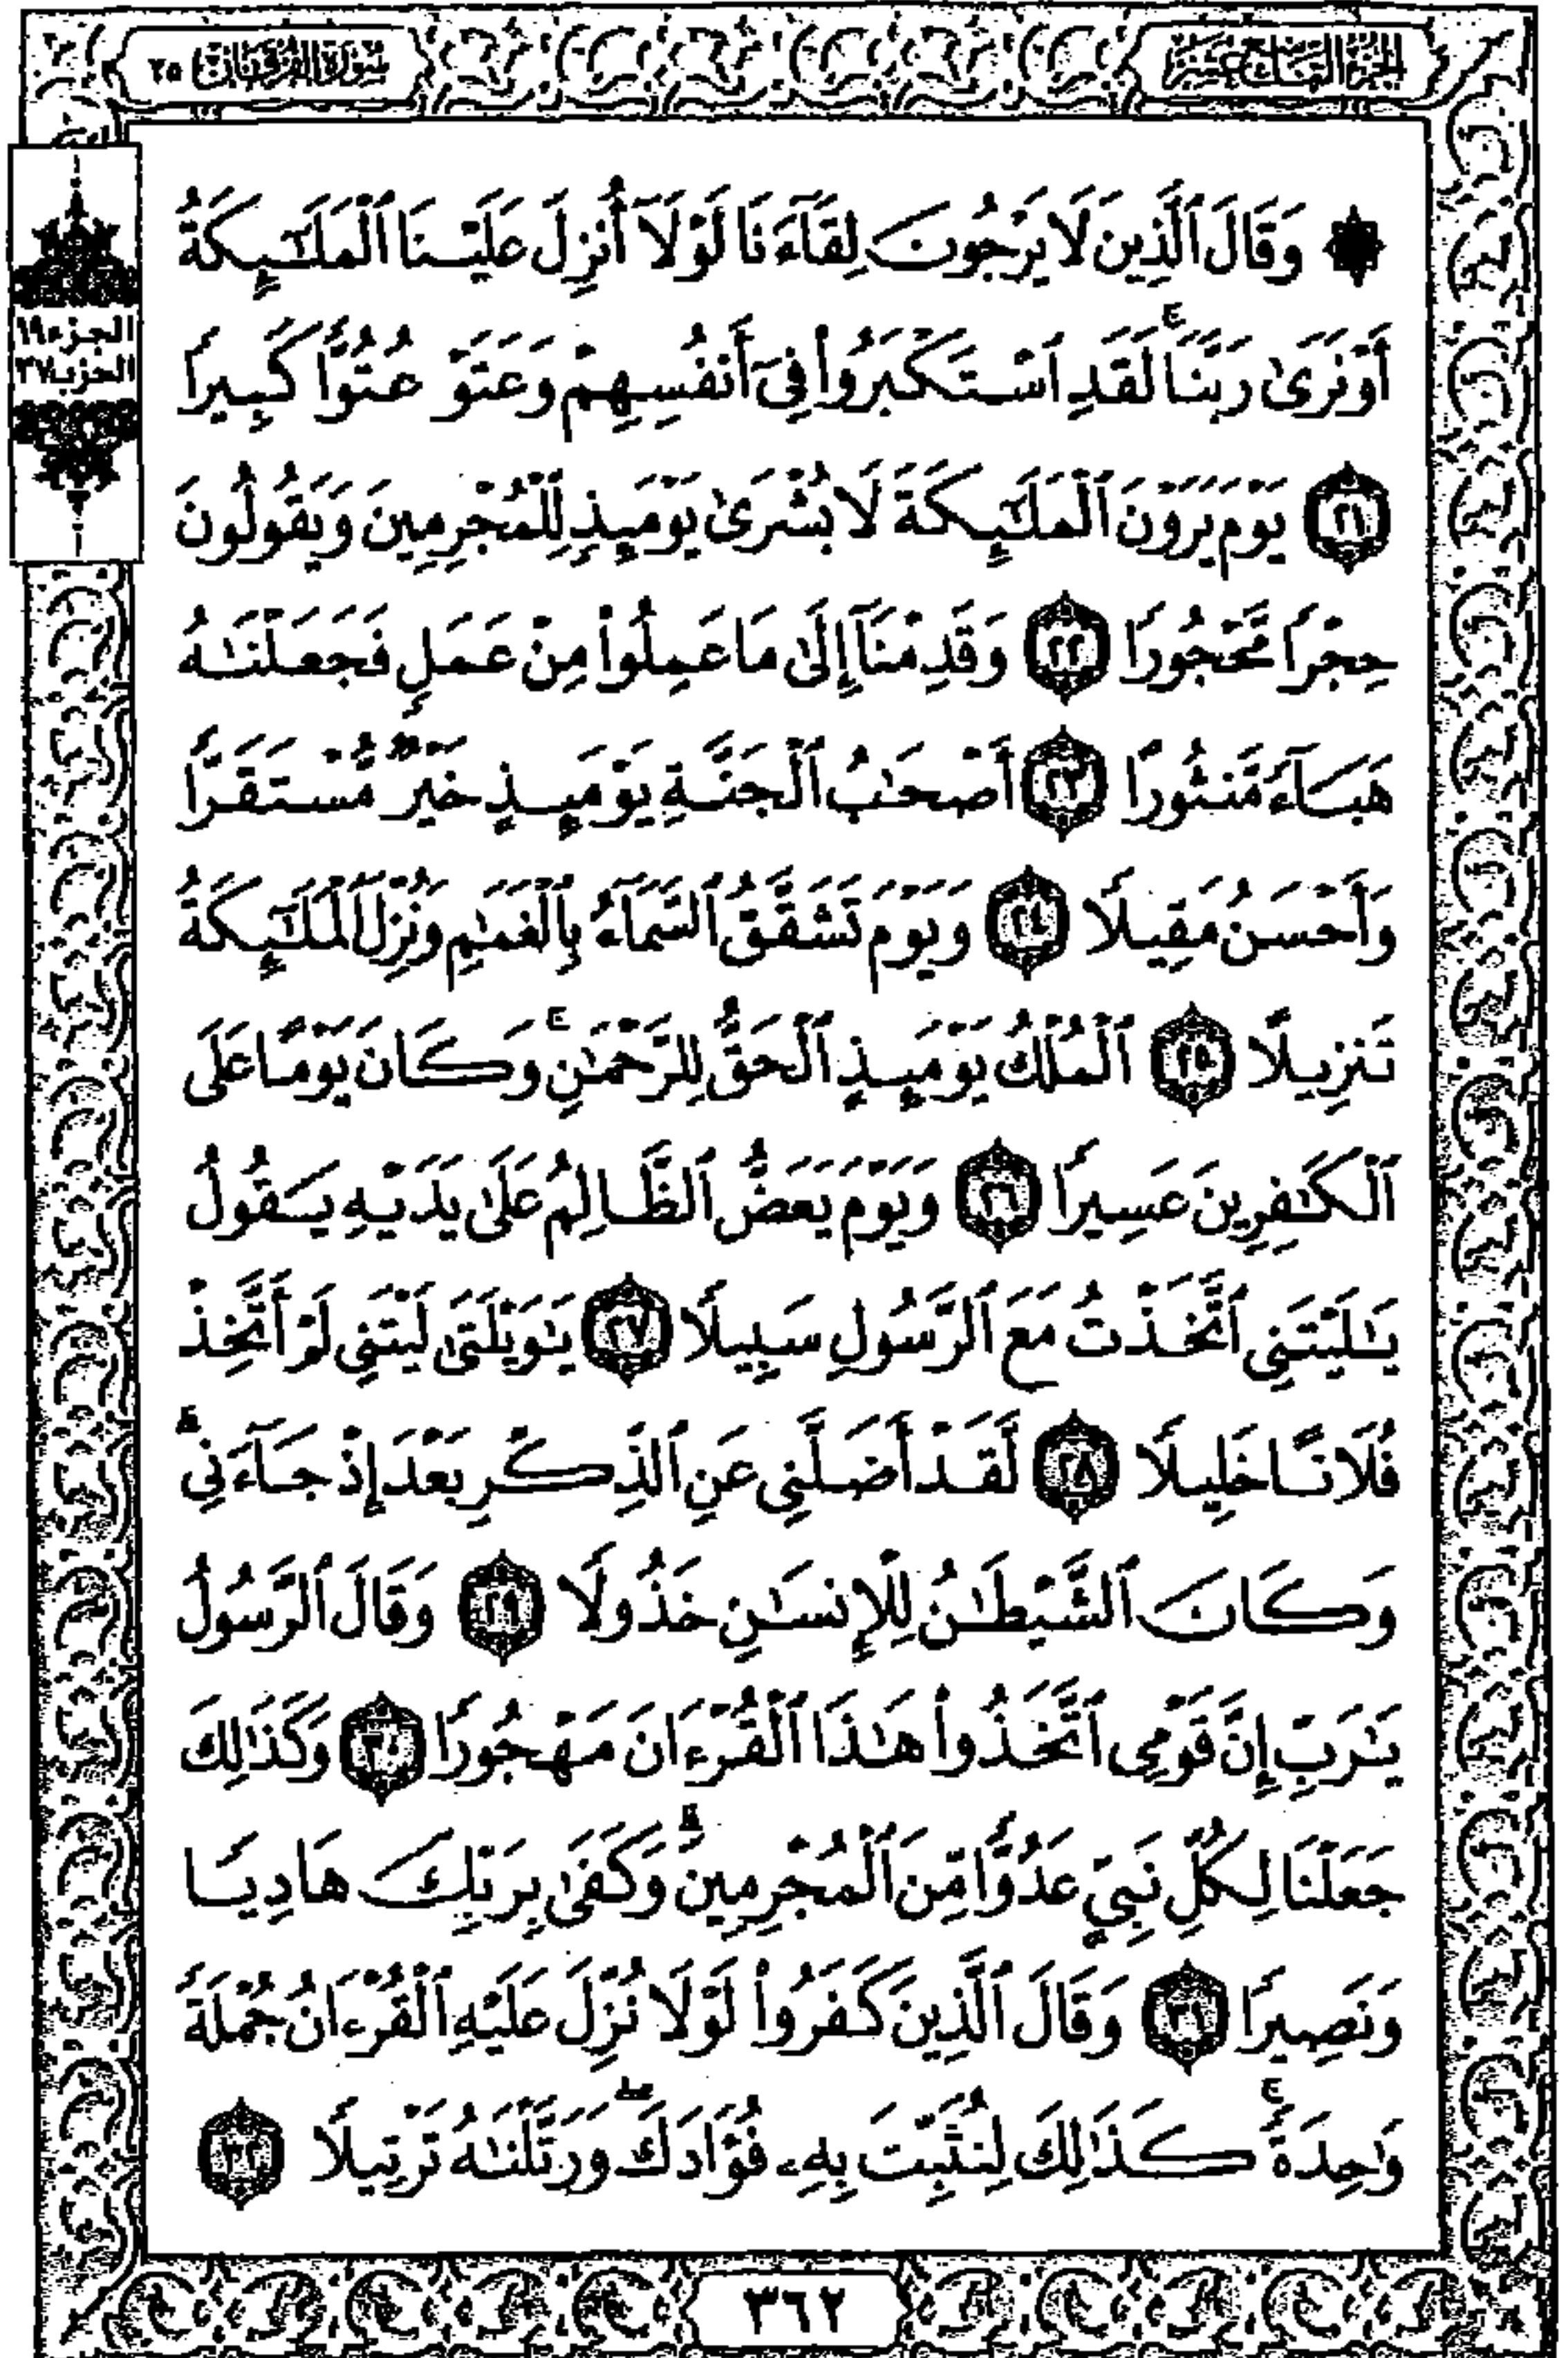 الجزء التاسع عشر
سورة الفرقان ٢٥
الجزء ١٩
الحزب ٣٧
۞ وَقَالَ ٱلَّذِينَ لَا يَرْجُونَ لِقَآءَنَا لَوْلَآ أُنزِلَ عَلَيْنَا ٱلْمَلَـٰٓئِكَةُ
أَوْ نَرَىٰ رَبَّنَا ۗ لَقَدِ ٱسْتَكْبَرُوا۟ فِىٓ أَنفُسِهِمْ وَعَتَوْ عُتُوًّا كَبِيرًا
٢١ يَوْمَ يَرَوْنَ ٱلْمَلَـٰٓئِكَةَ لَا بُشْرَىٰ يَوْمَئِذٍ لِّلْمُجْرِمِينَ وَيَقُولُونَ
حِجْرًا مَّحْجُورًا ٢٢ وَقَدِمْنَآ إِلَىٰ مَا عَمِلُوا۟ مِنْ عَمَلٍ فَجَعَلْنَـٰهُ
هَبَآءً مَّنثُورًا ٢٣ أَصْحَـٰبُ ٱلْجَنَّةِ يَوْمَئِذٍ خَيْرٌ مُّسْتَقَرًّا
وَأَحْسَنُ مَقِيلًا ٢٤ وَيَوْمَ تَشَقَّقُ ٱلسَّمَآءُ بِٱلْغَمَـٰمِ وَنُزِّلَ ٱلْمَلَـٰٓئِكَةُ
تَنزِيلًا ٢٥ ٱلْمُلْكُ يَوْمَئِذٍ ٱلْحَقُّ لِلرَّحْمَـٰنِ ۚ وَكَانَ يَوْمًا عَلَى
ٱلْكَـٰفِرِينَ عَسِيرًا ٢٦ وَيَوْمَ يَعَضُّ ٱلظَّالِمُ عَلَىٰ يَدَيْهِ يَقُولُ
يَـٰلَيْتَنِى ٱتَّخَذْتُ مَعَ ٱلرَّسُولِ سَبِيلًا ٢٧ يَـٰوَيْلَتَىٰ لَيْتَنِى لَمْ أَتَّخِذْ
فُلَانًا خَلِيلًا ٢٨ لَّقَدْ أَضَلَّنِى عَنِ ٱلذِّكْرِ بَعْدَ إِذْ جَآءَنِى ۗ
وَكَانَ ٱلشَّيْطَـٰنُ لِلْإِنسَـٰنِ خَذُولًا ٢٩ وَقَالَ ٱلرَّسُولُ
يَـٰرَبِّ إِنَّ قَوْمِى ٱتَّخَذُوا۟ هَـٰذَا ٱلْقُرْءَانَ مَهْجُورًا ٣٠ وَكَذَٰلِكَ
جَعَلْنَا لِكُلِّ نَبِىٍّ عَدُوًّا مِّنَ ٱلْمُجْرِمِينَ ۗ وَكَفَىٰ بِرَبِّكَ هَادِيًا
وَنَصِيرًا ٣١ وَقَالَ ٱلَّذِينَ كَفَرُوا۟ لَوْلَا نُزِّلَ عَلَيْهِ ٱلْقُرْءَانُ جُمْلَةً
وَٰحِدَةً ۚ كَذَٰلِكَ لِنُثَبِّتَ بِهِۦ فُؤَادَكَ ۖ وَرَتَّلْنَـٰهُ تَرْتِيلًا ٣٢
٣٦٢